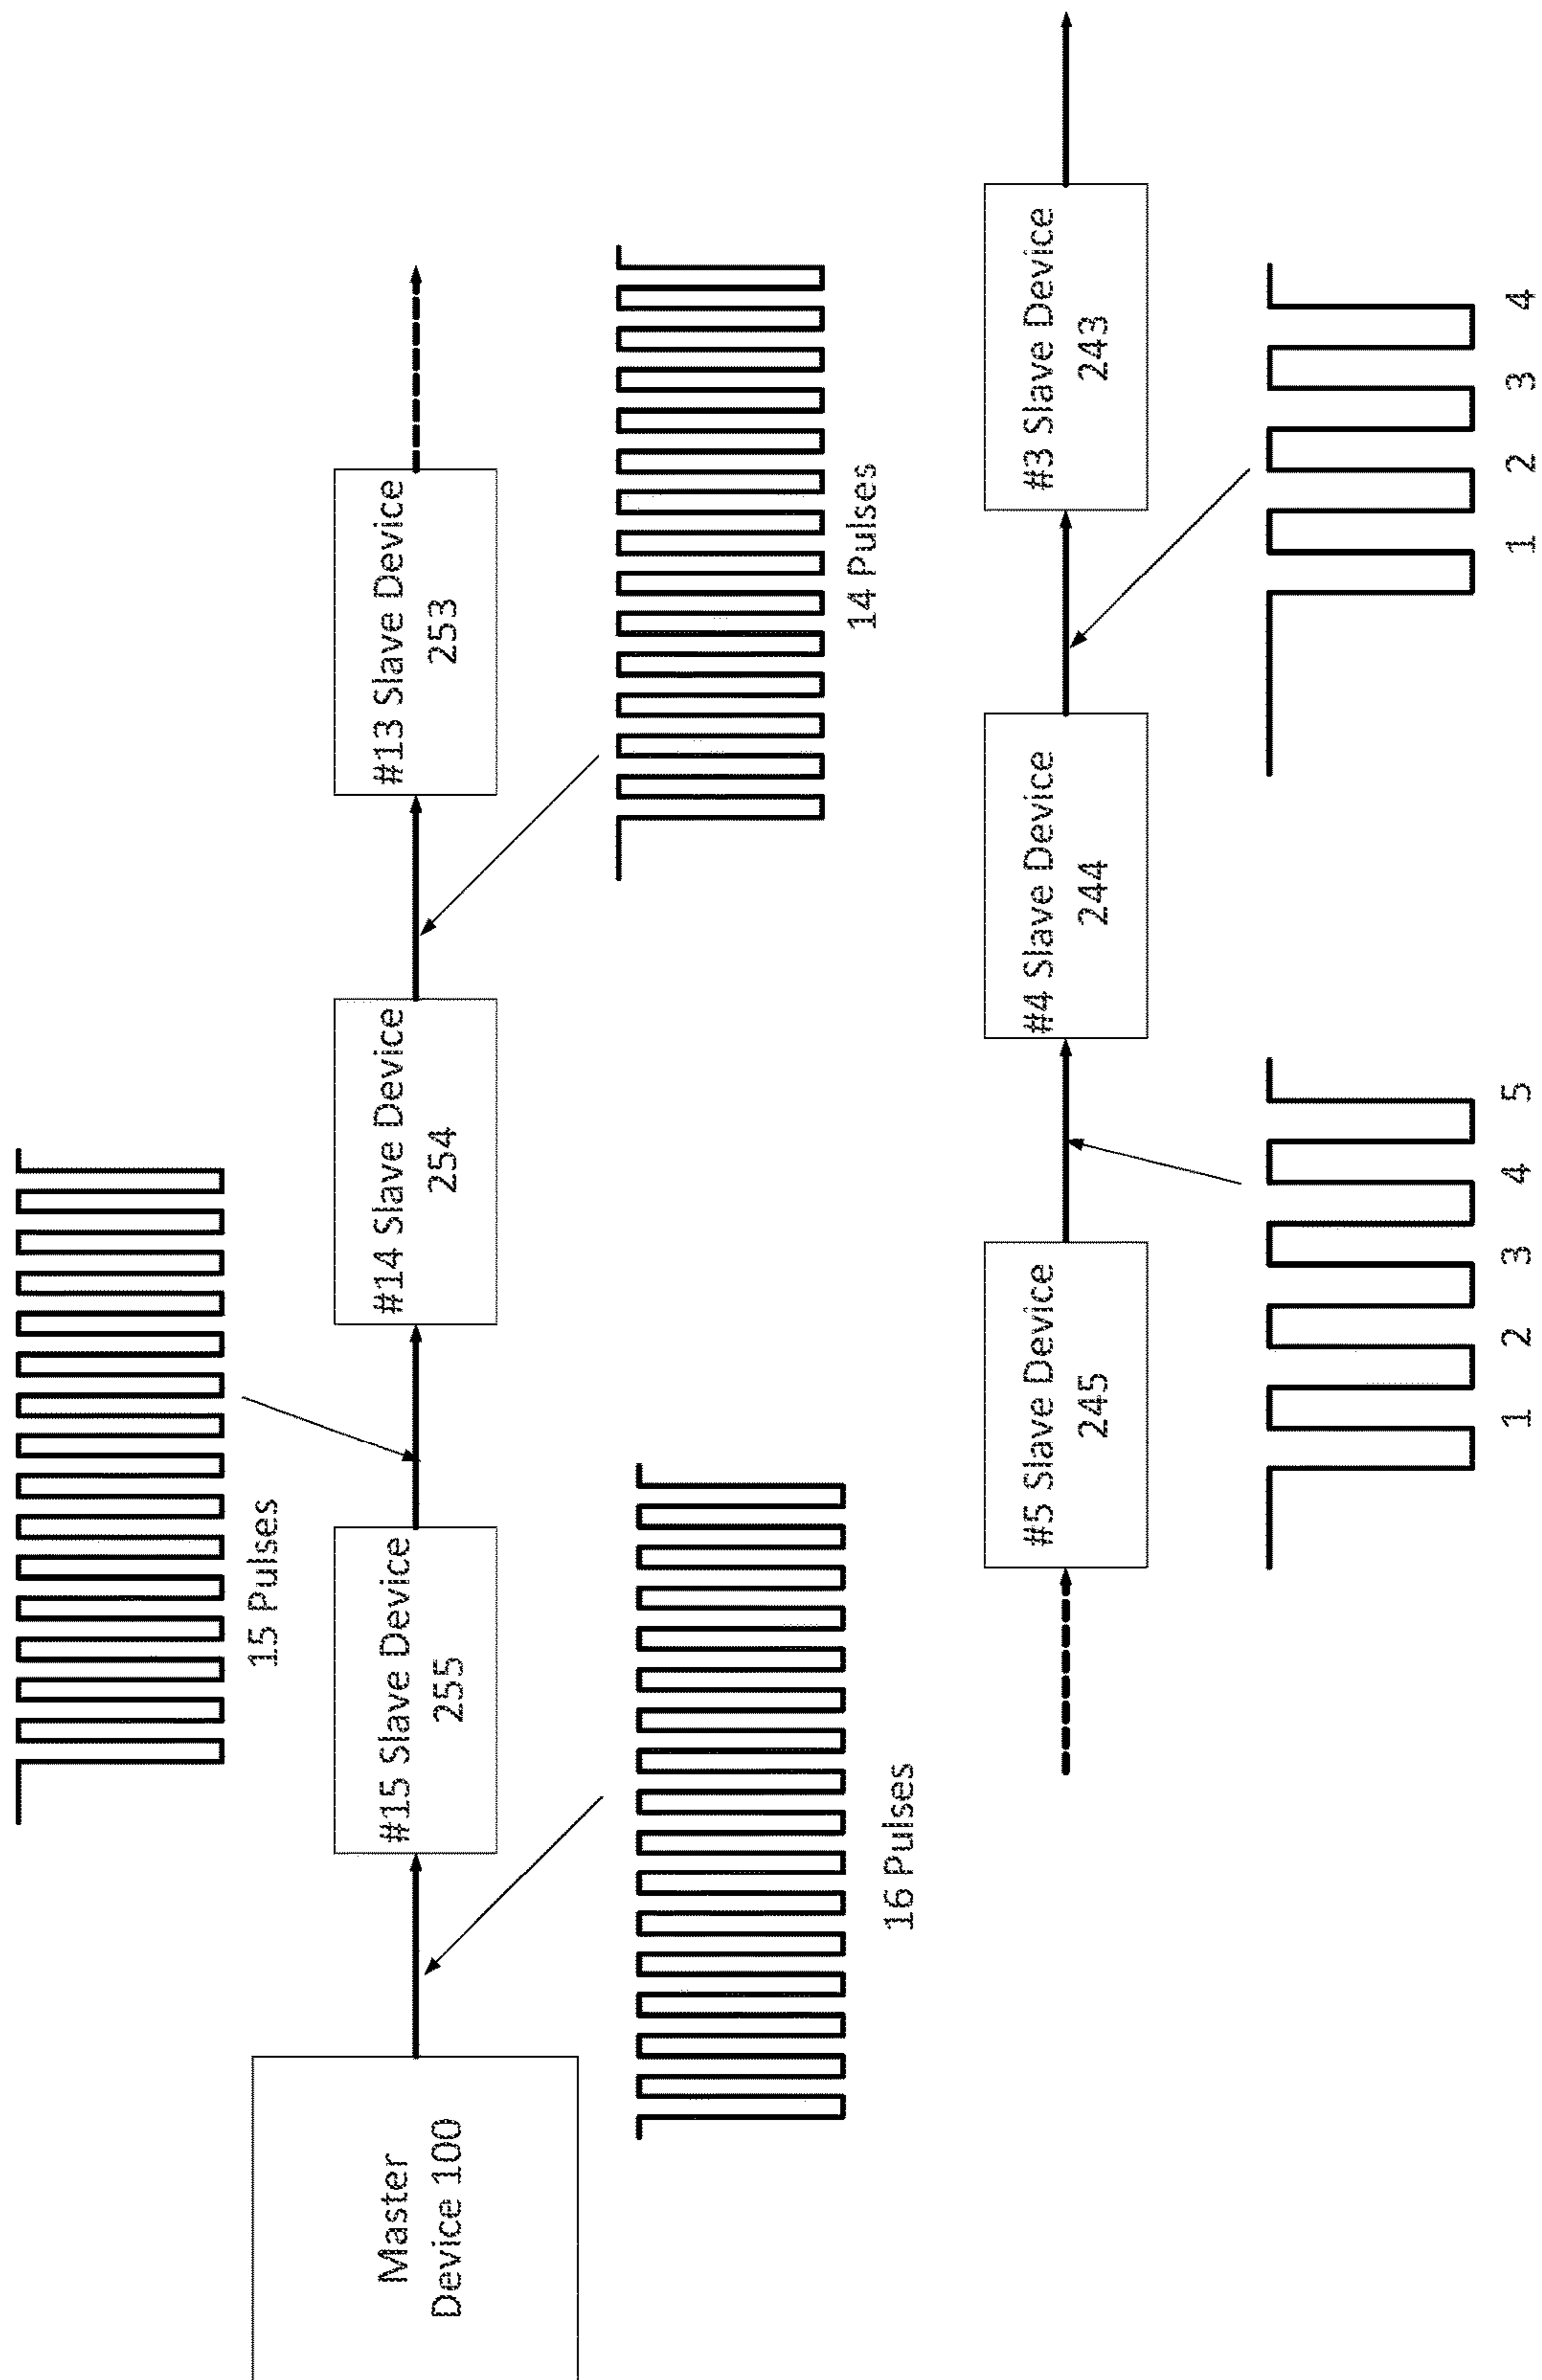 15 Pulses
Master
Device 100
#15 Slave Device
255
#14 Slave Device
254
#13 Slave Device
253
16 Pulses
14 Pulses
#5 Slave Device
245
#4 Slave Device
244
#3 Slave Device
243
1 2 3 4 5
1 2 3 4